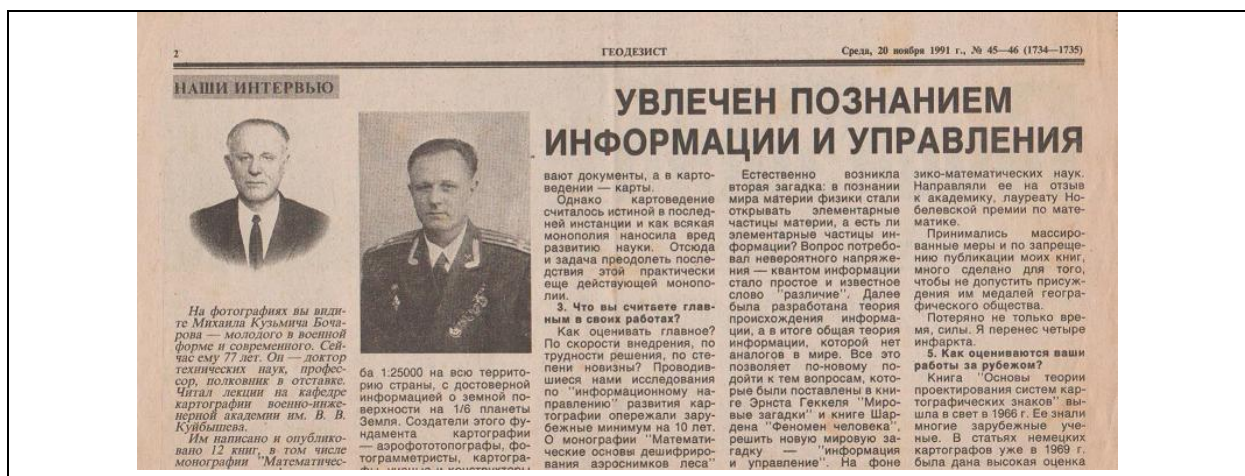 2
ГЕОДЕЗИСТ
Среда, 20 ноября 1991 г., № 45—46 (1734—1735)
НАШИ ИНТЕРВЬЮ
УВЛЕЧЕН ПОЗНАНИЕМ
ИНФОРМАЦИИ И УПРАВЛЕНИЯ
На фотографиях вы види-
те Михаила Кузьмича Боча-
рова — молодого в военной
форме и современного. Сей-
час ему 77 лет. Он — доктор
технических наук, профес-
сор, полковник в отставке.
Читал лекции на кафедре
картографии военно-инже-
нерной академии им. В. В.
Куйбышева.
Им написано и опублико-
вано 12 книг, в том числе
монографии "Математичес-
ба 1:25000 на всю террито-
рию страны, с достоверной
информацией о земной по-
верхности на 1/6 планеты
Земля. Создатели этого фу-
ндамента картографии
— аэрофототопографы, фо-
тограмметристы, картогра-
фы, ученые и конструкторы
вают документы, а в карто-
ведении — карты.
Однако картоведение
считалось истиной в послед-
ней инстанции и как всякая
монополия наносила вред
развитию науки. Отсюда
и задача преодолеть после-
дствия этой практически
еще действующей монопо-
лии.
3. Что вы считаете глав-
ным в своих работах?
Как оценивать главное?
По скорости внедрения, по
трудности решения, по сте-
пени новизны? Проводив-
шиеся нами исследования
по "информационному на-
правлению" развития кар-
тографии опережали зару-
бежные минимум на 10 лет.
О монографии "Математи-
ческие основы дешифриро-
вания аэроснимков леса"
Естественно возникла
вторая загадка: в познании
мира материи физики стали
открывать элементарные
частицы материи, а есть ли
элементарные частицы ин-
формации? Вопрос потребо-
вал невероятного напряже-
ния — квантом информации
стало простое и известное
слово "различие". Далее
была разработана теория
происхождения информа-
ции, а в итоге общая теория
информации, которой нет
аналогов в мире. Все это
позволяет по-новому по-
дойти к тем вопросам, кото-
рые были поставлены в кни-
ге Эрнста Геккеля "Миро-
вые загадки" и книге Шар-
дена "Феномен человека",
решить новую мировую за-
гадку — "информация
и управление". На фоне
зико-математических наук.
Направляли ее на отзыв
к академику, лауреату Но-
белевской премии по мате-
матике.
Принимались массиро-
ванные меры и по запреще-
нию публикации моих книг,
много сделано для того,
чтобы не допустить присуж-
дения им медалей геогра-
фического общества.
Потеряно не только вре-
мя, силы. Я перенес четыре
инфаркта.
5. Как оцениваются ваши
работы за рубежом?
Книга "Основы теории
проектирования систем кар-
тографических знаков" вы-
шла в свет в 1966 г. Ее знали
многие зарубежные уче-
ные. В статьях немецких
картографов уже в 1969 г.
была дана высокая оценка